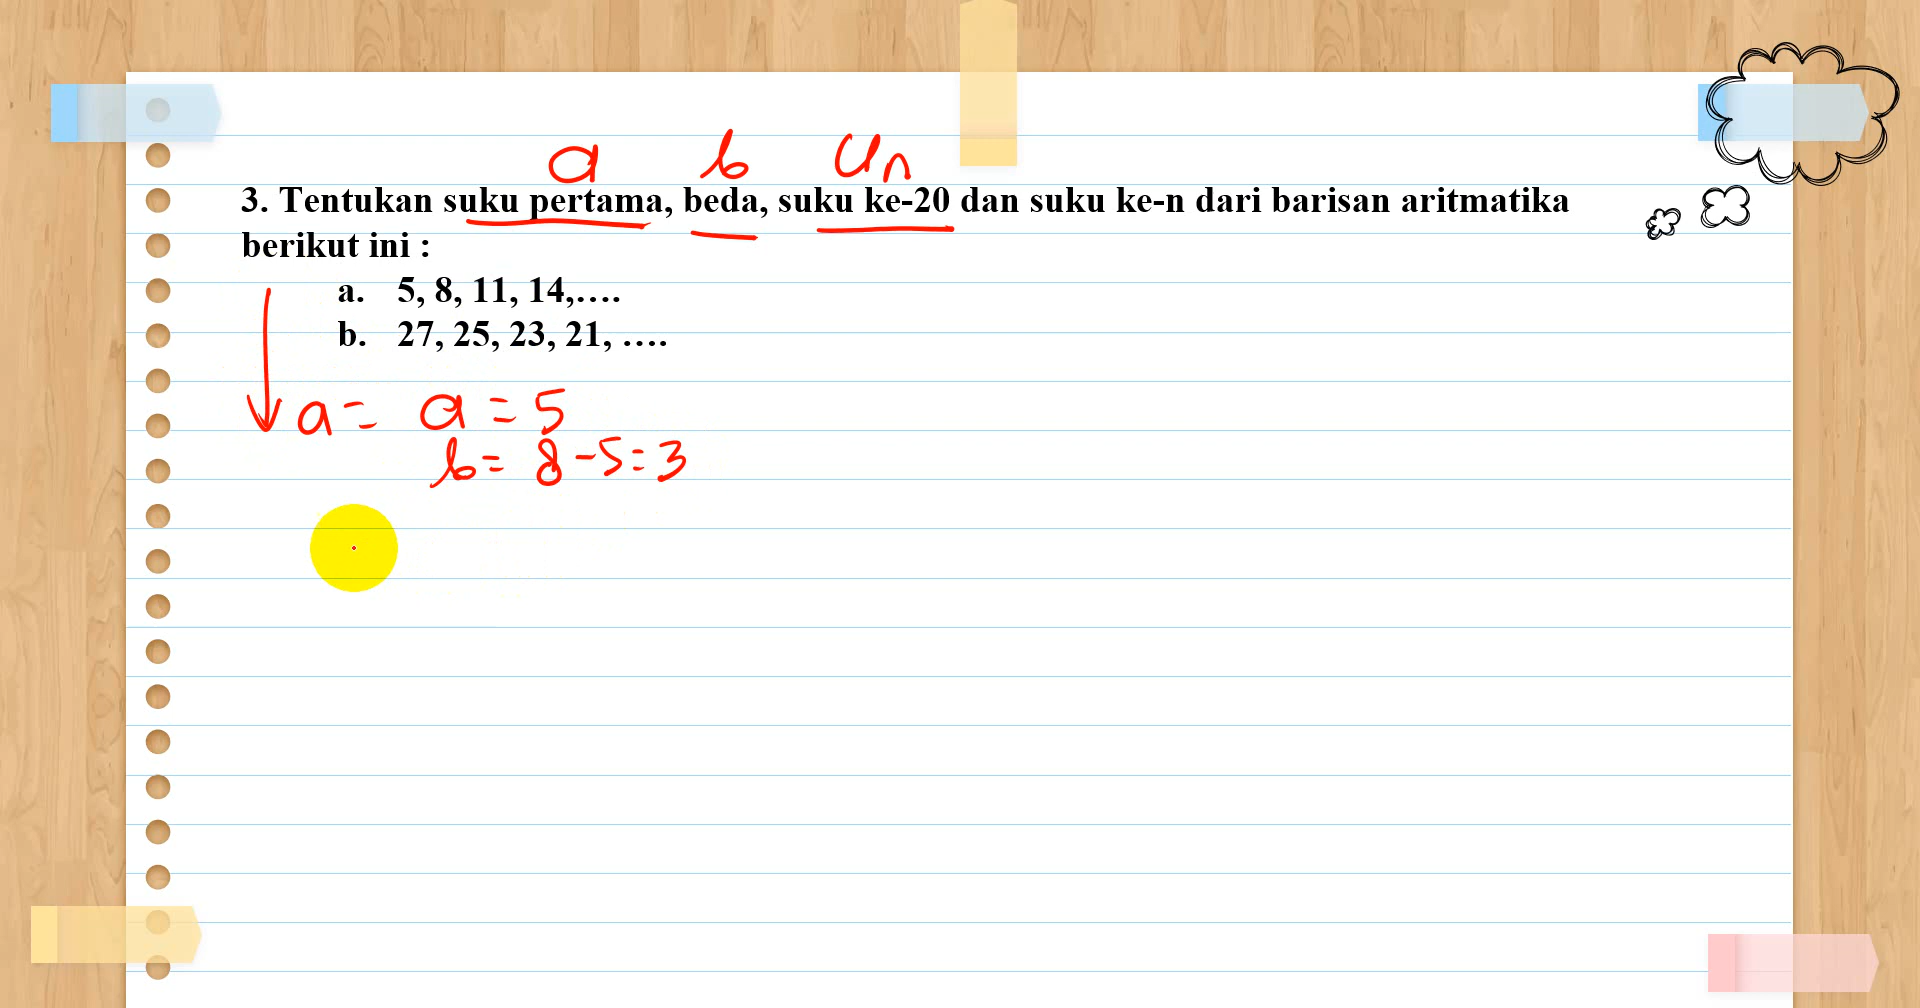 a b Un
3. Tentukan suku pertama, beda, suku ke-20 dan suku ke-n dari barisan aritmatika
berikut ini :
a. 5, 8, 11, 14,….
b. 27, 25, 23, 21, ….
a = a = 5
b = 8 - 5 = 3